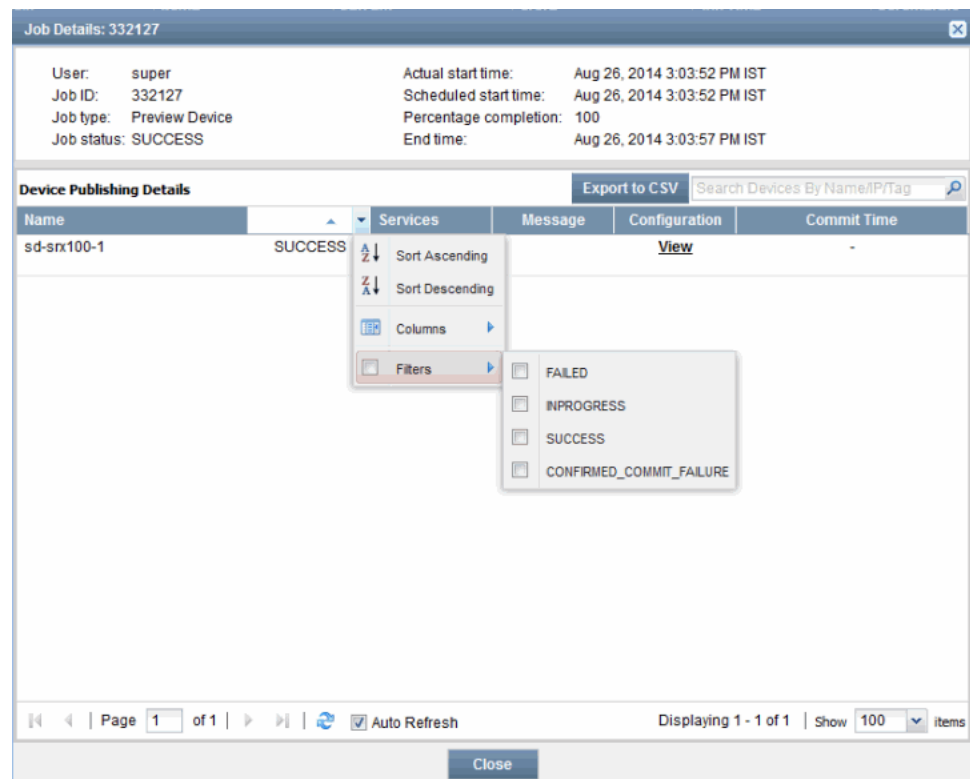 Job Details: 332127
User: super
Job ID: 332127
Job type: Preview Device
Job status: SUCCESS
Actual start time: Aug 26, 2014 3:03:52 PM IST
Scheduled start time: Aug 26, 2014 3:03:52 PM IST
Percentage completion: 100
End time: Aug 26, 2014 3:03:57 PM IST
Device Publishing Details
Export to CSV
Search Devices By Name/IP/Tag
Name Services Message Configuration Commit Time
sd-srx100-1 SUCCESS View -
Sort Ascending
Sort Descending
Columns
Filters
FAILED
INPROGRESS
SUCCESS
CONFIRMED_COMMIT_FAILURE
Page 1 of 1 Auto Refresh Displaying 1 - 1 of 1 Show 100 items
Close